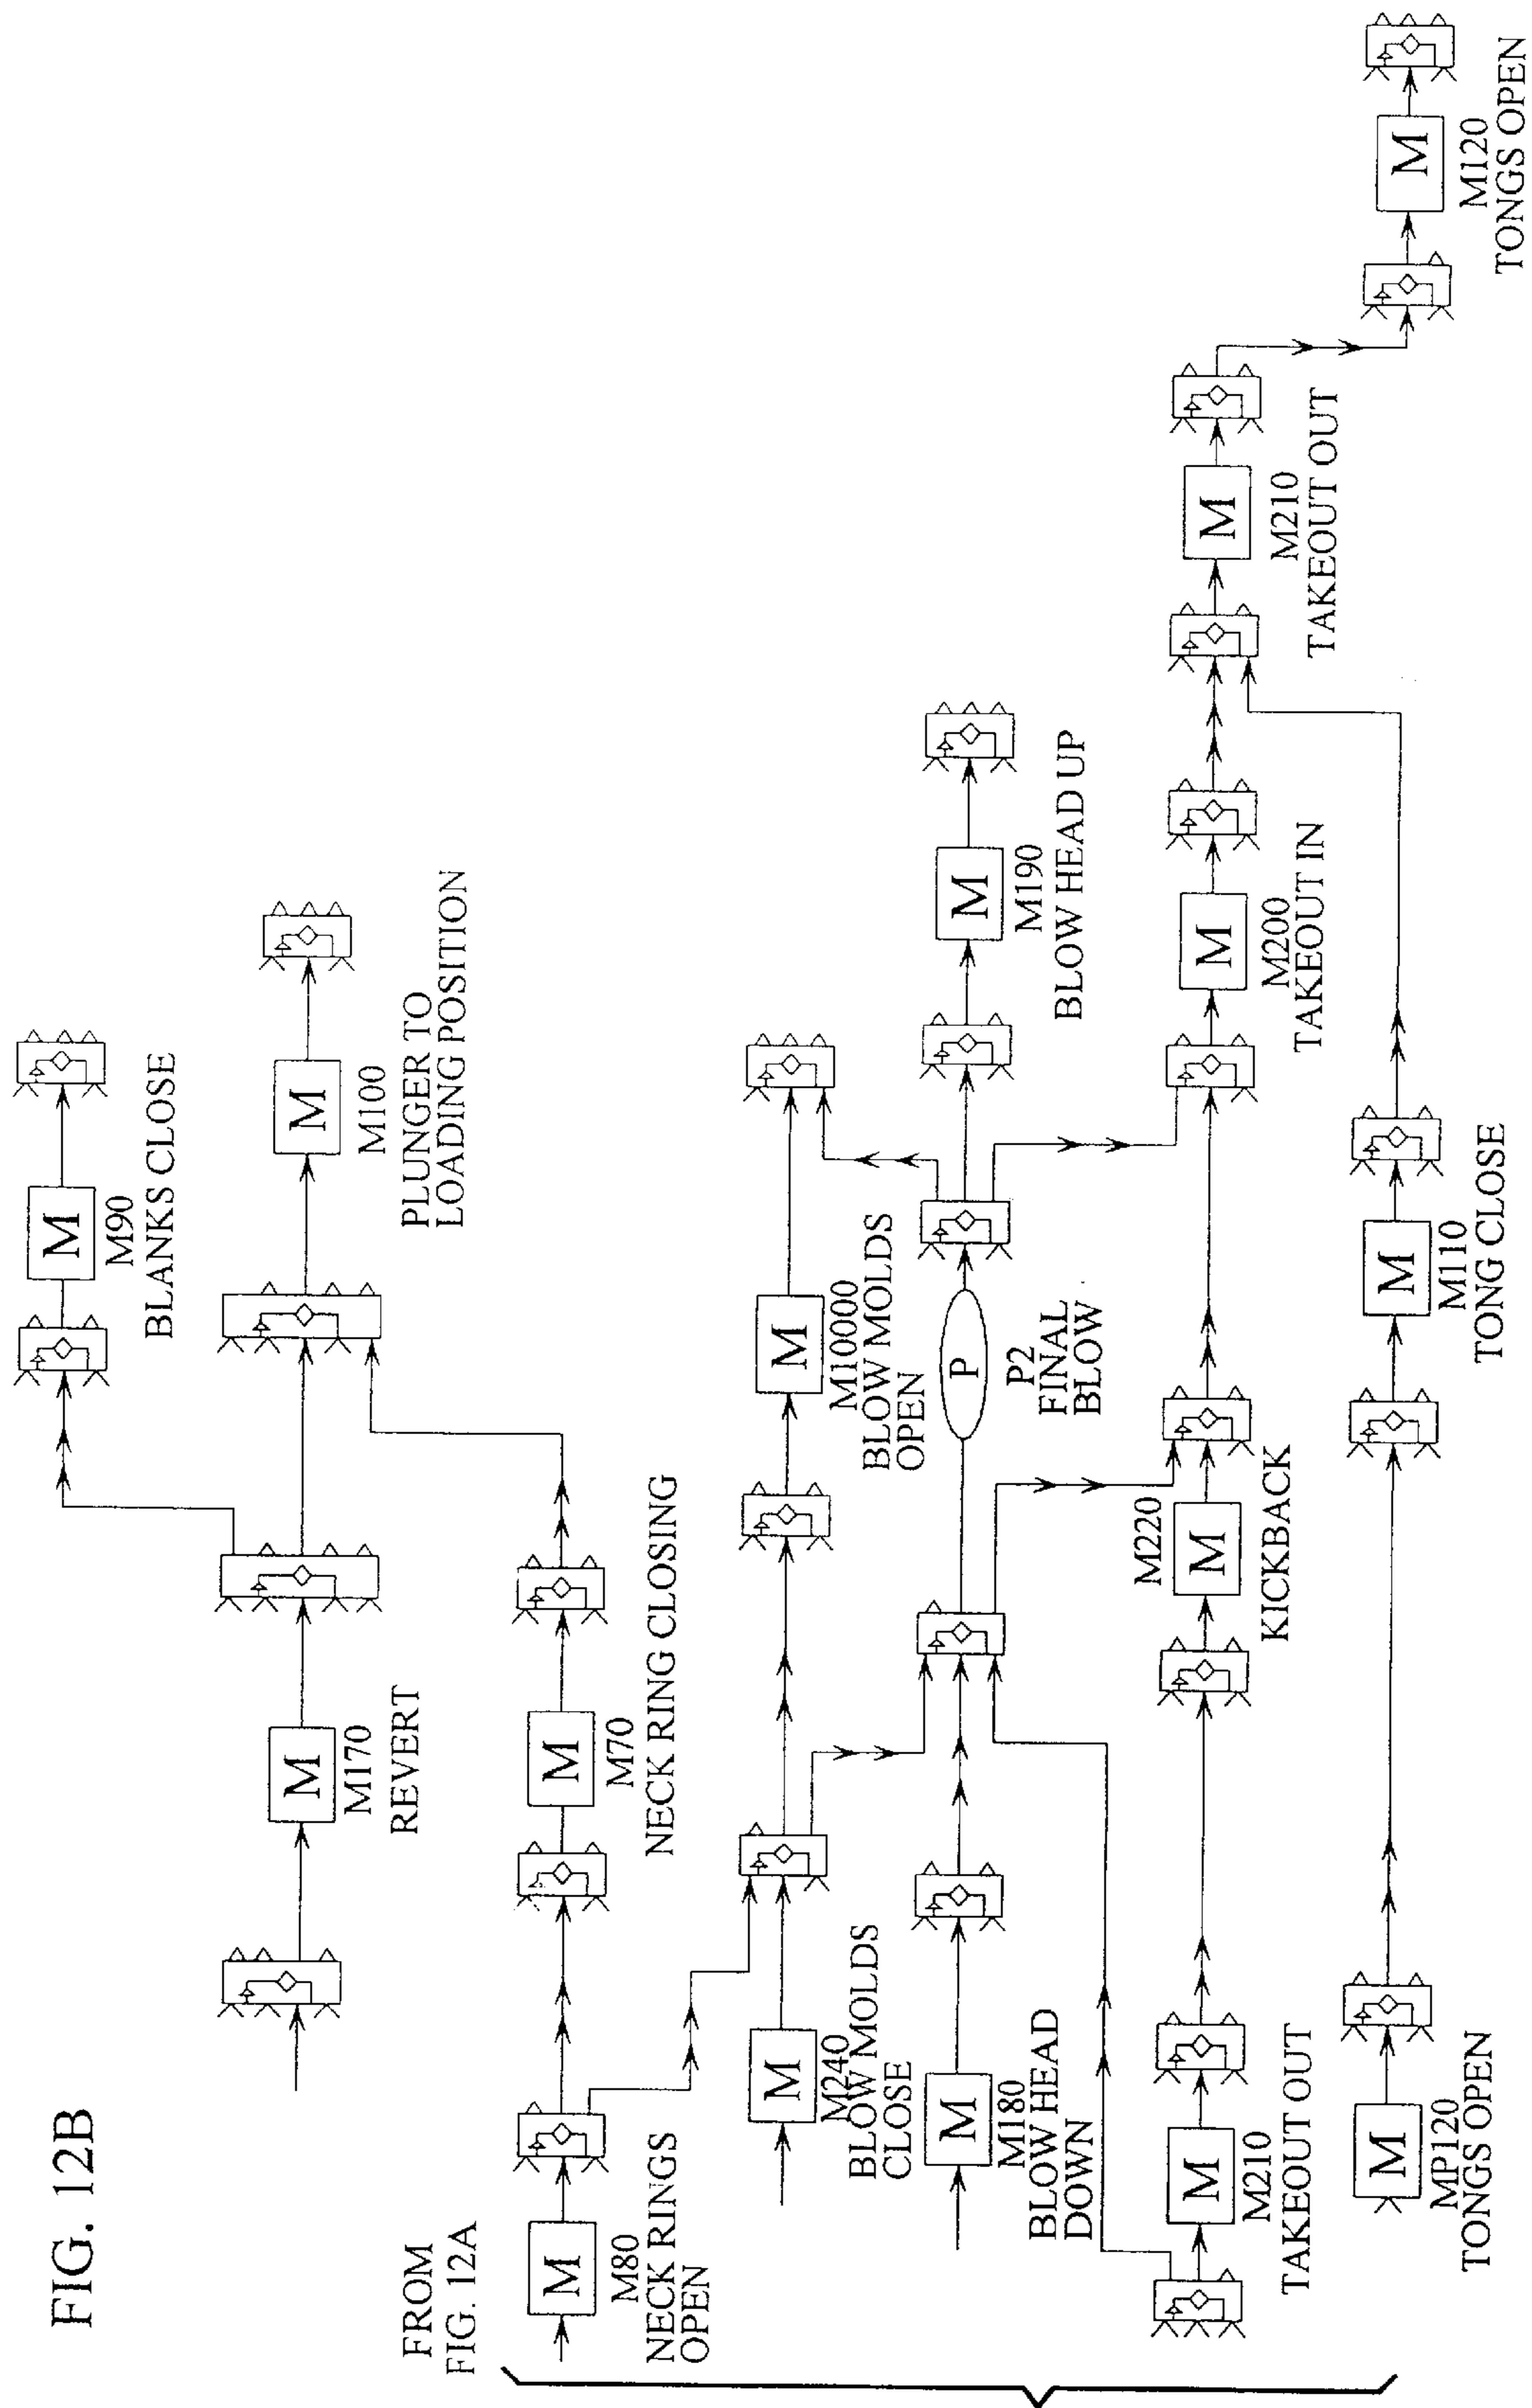 FIG. 12B
M
M90
BLANKS CLOSE
M
M170
REVERT
M
M100
PLUNGER TO
LOADING POSITION
FROM
FIG. 12A
M
M80
NECK RINGS
OPEN
M
M70
NECK RING CLOSING
M
M240
BLOW MOLDS
CLOSE
M
M10000
BLOW MOLDS
OPEN
M
M180
BLOW HEAD
DOWN
P
P2
FINAL
BLOW
M
M190
BLOW HEAD UP
M
M210
TAKEOUT OUT
M220
M
KICKBACK
M
M200
TAKEOUT IN
M
M210
TAKEOUT OUT
M
MP120
TONGS OPEN
M
M110
TONG CLOSE
M
M120
TONGS OPEN